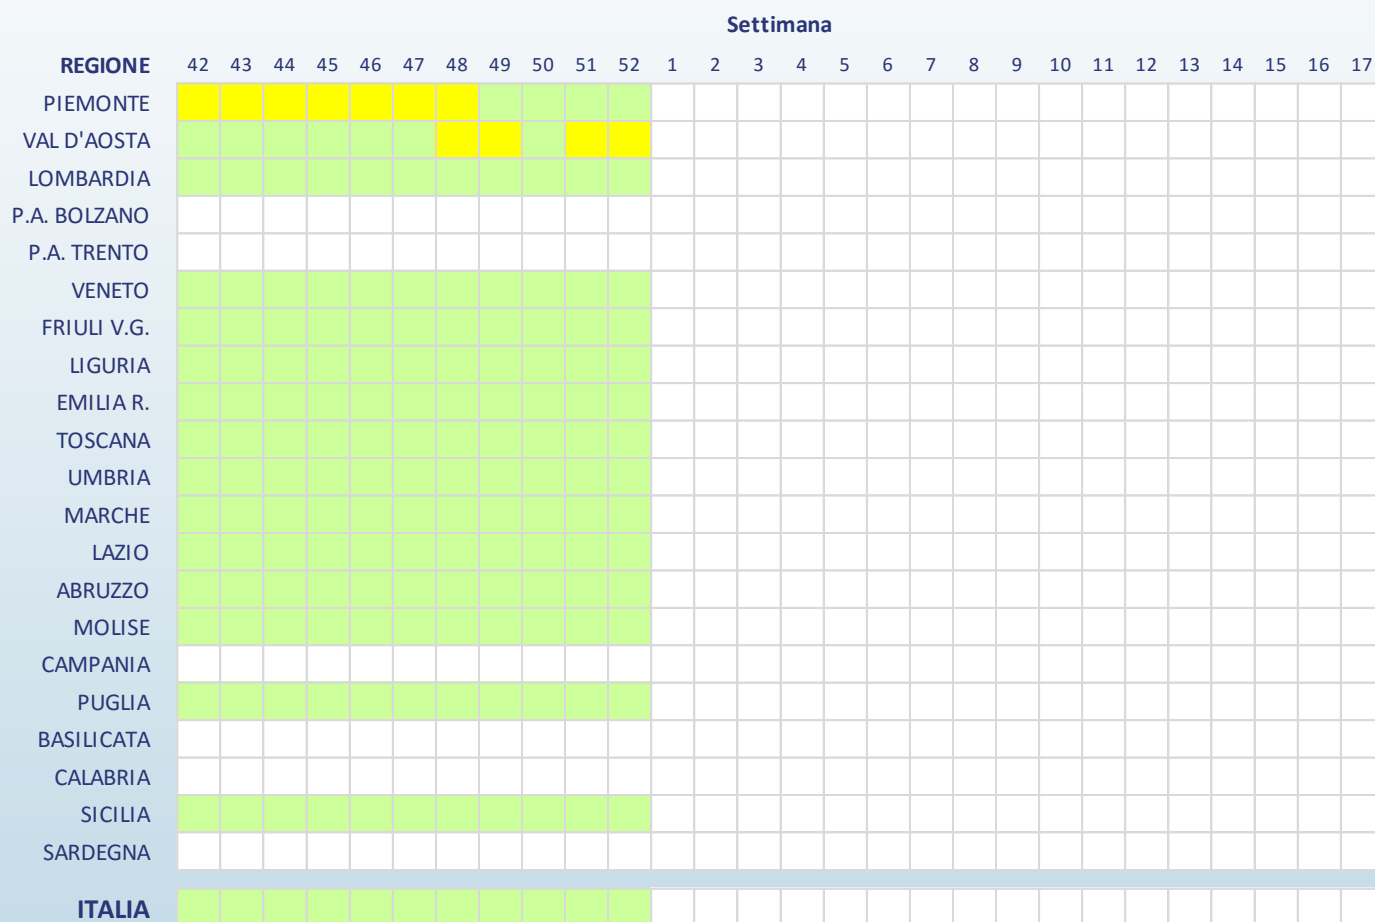 Settimana
REGIONE 42 43 44 45 46 47 48 49 50 51 52 1 2 3 4 5 6 7 8 9 10 11 12 13 14 15 16 17
PIEMONTE
VAL D'AOSTA
LOMBARDIA
P.A. BOLZANO
P.A. TRENTO
VENETO
FRIULI V.G.
LIGURIA
EMILIA R.
TOSCANA
UMBRIA
MARCHE
LAZIO
ABRUZZO
MOLISE
CAMPANIA
PUGLIA
BASILICATA
CALABRIA
SICILIA
SARDEGNA
ITALIA